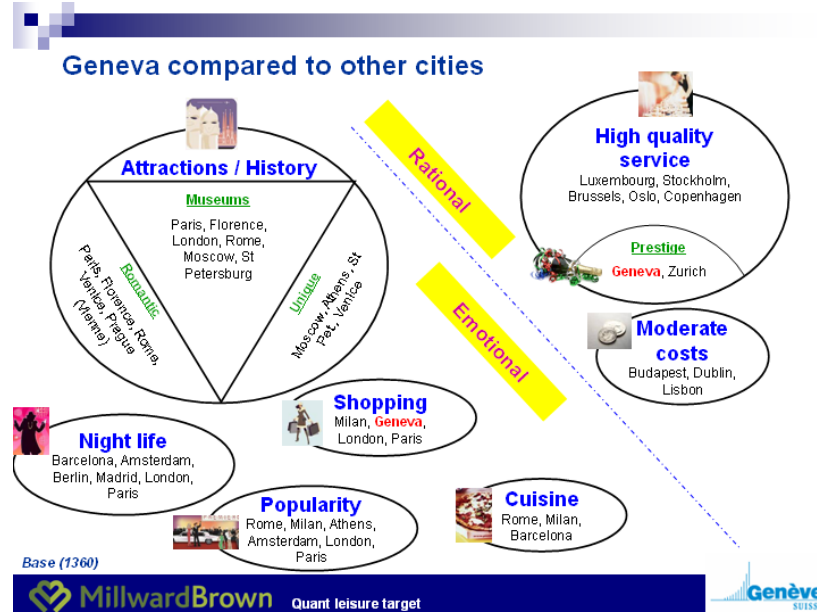 Geneva compared to other cities
Attractions / History
Museums
Paris, Florence,
London, Rome,
Moscow, St
Petersburg
Romantic
Paris, Florence, Rome,
Venice, Prague
(Vienne)
Unique
Moscow, Athens, St
Pet, Venice
Rational
Emotional
High quality
service
Luxembourg, Stockholm,
Brussels, Oslo, Copenhagen
Prestige
Geneva, Zurich
Moderate
costs
Budapest, Dublin,
Lisbon
Shopping
Milan, Geneva,
London, Paris
Night life
Barcelona, Amsterdam,
Berlin, Madrid, London,
Paris
Popularity
Rome, Milan, Athens,
Amsterdam, London,
Paris
Cuisine
Rome, Milan,
Barcelona
Base (1360)
MillwardBrown
Quant leisure target
Genève
SUISS